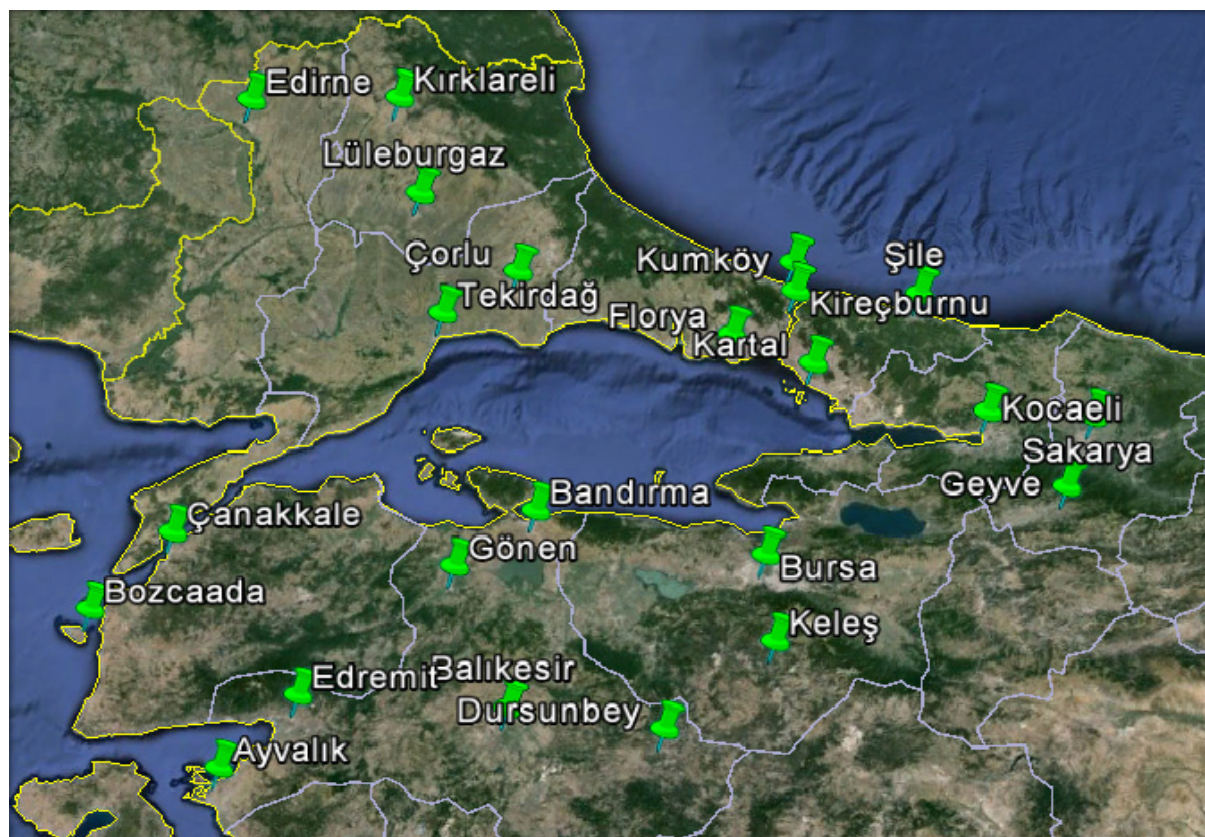 Edirne
Kırklareli
Lüleburgaz
Çorlu
Kumköy
Şile
Tekirdağ
Kireçburnu
Florya
Kartal
Kocaeli
Sakarya
Geyve
Bandırma
Çanakkale
Gönen
Bursa
Bozcaada
Keleş
Balıkesir
Edremit
Dursunbey
Ayvalık